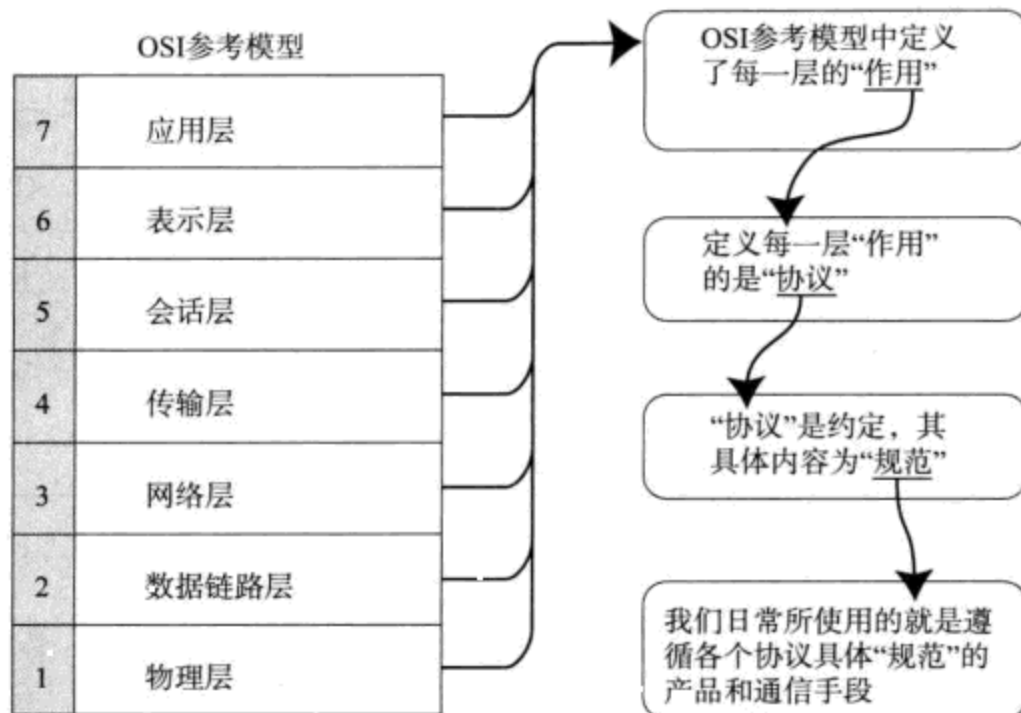 OSI参考模型
7
应用层
6
表示层
5
会话层
4
传输层
3
网络层
2
数据链路层
1
物理层
OSI参考模型中定义
了每一层的“作用”
定义每一层“作用”
的是“协议”
“协议”是约定，其
具体内容为“规范”
我们日常所使用的就是遵
循各个协议具体“规范”的
产品和通信手段